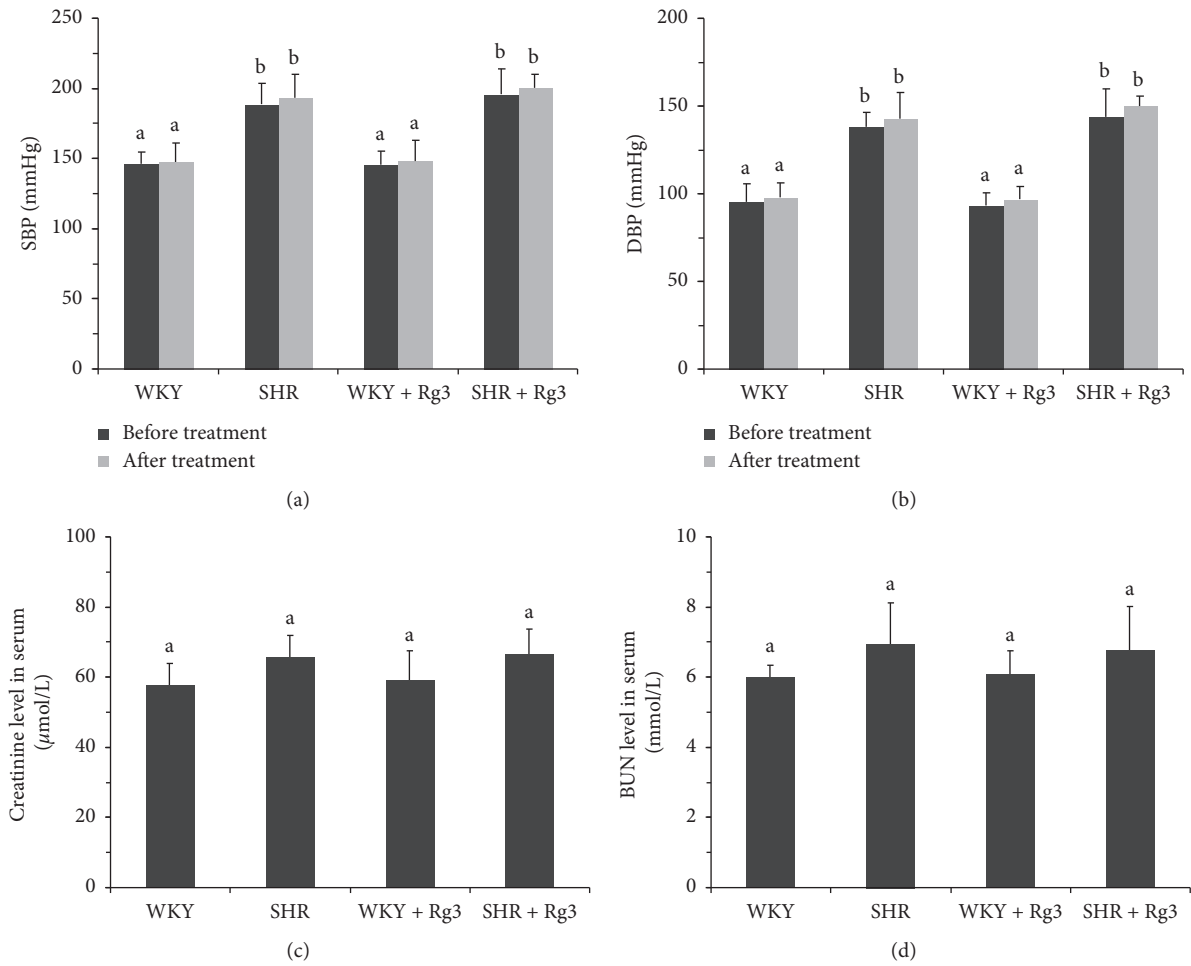 250
200
150
100
50
0
SBP (mmHg)
a a
b b
a a
b b
WKY SHR WKY + Rg3 SHR + Rg3
Before treatment
After treatment
(a)
200
150
100
50
0
DBP (mmHg)
a a
b b
a a
b b
WKY SHR WKY + Rg3 SHR + Rg3
Before treatment
After treatment
(b)
100
80
60
40
20
0
Creatinine level in serum
(μmol/L)
a a a a
WKY SHR WKY + Rg3 SHR + Rg3
(c)
10
8
6
4
2
0
BUN level in serum
(mmol/L)
a a a a
WKY SHR WKY + Rg3 SHR + Rg3
(d)